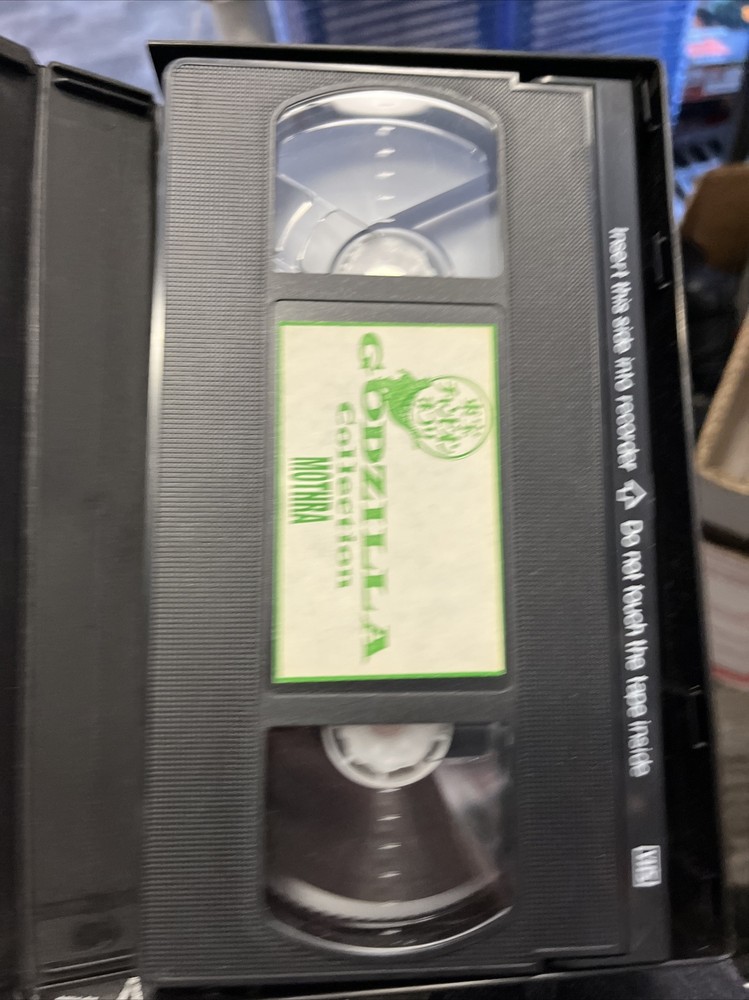 GODZILLA
Collection
MOTHRA
Insert this side into recorder Do not touch the tape inside
VHS